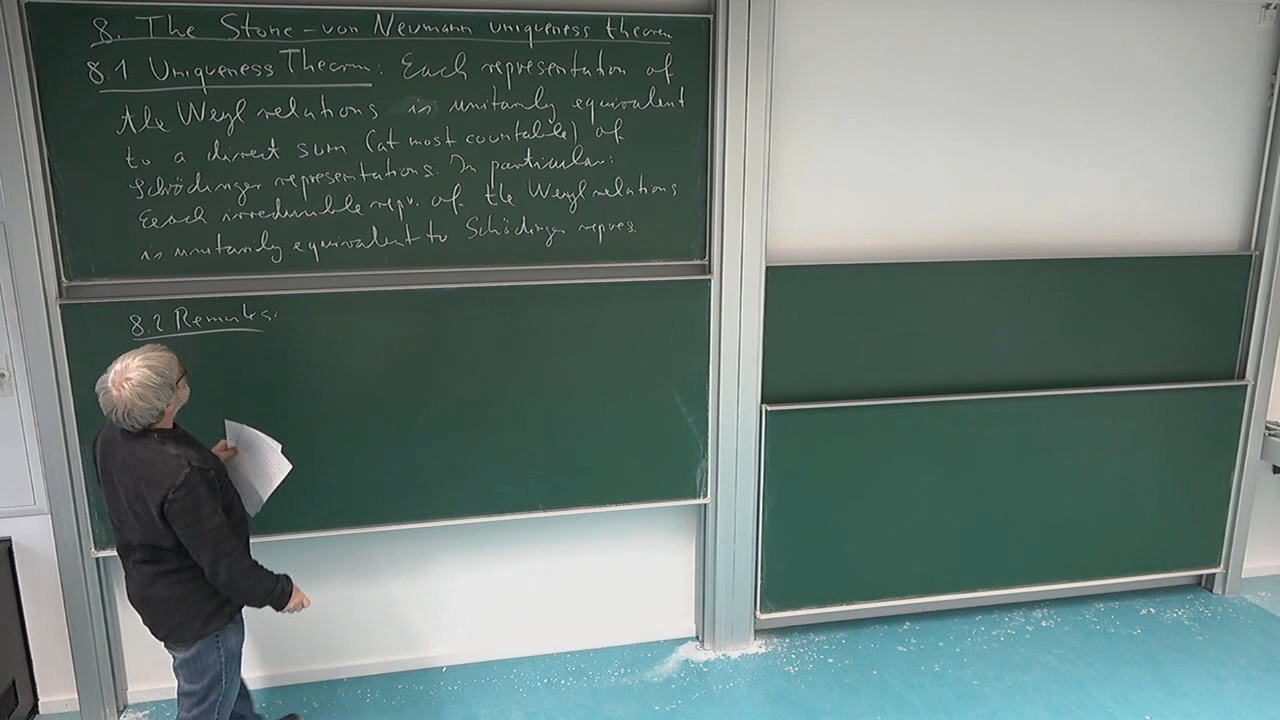 8. The Stone-von Neumann uniqueness theorem
8.1 Uniqueness Theorem: Each representation of
the Weyl relations is unitarily equivalent
to a direct sum (at most countable) of
Schrödinger representations. In particular:
Each irreducible repr. of the Weyl relations
is unitarily equivalent to Schödinger repres.
8.2 Remarks: